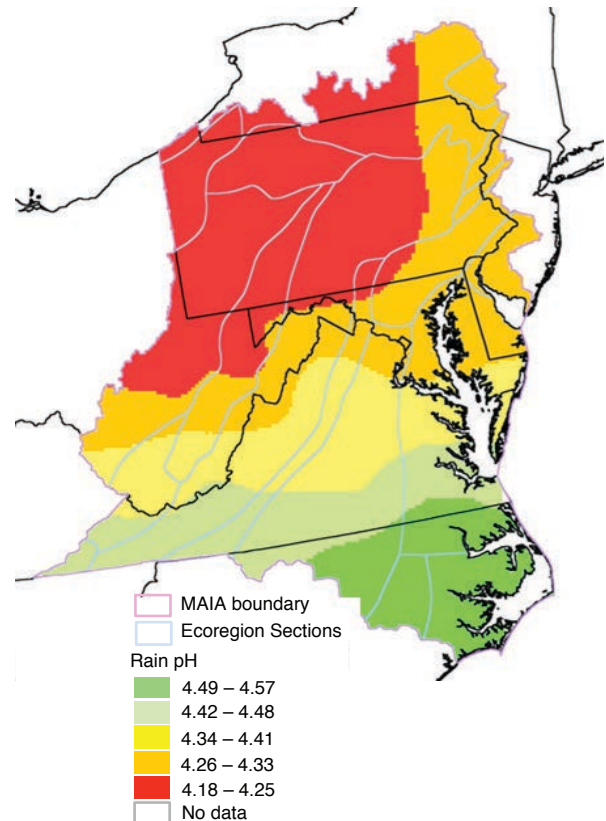 MAIA boundary
Ecoregion Sections
Rain pH
4.49 – 4.57
4.42 – 4.48
4.34 – 4.41
4.26 – 4.33
4.18 – 4.25
No data